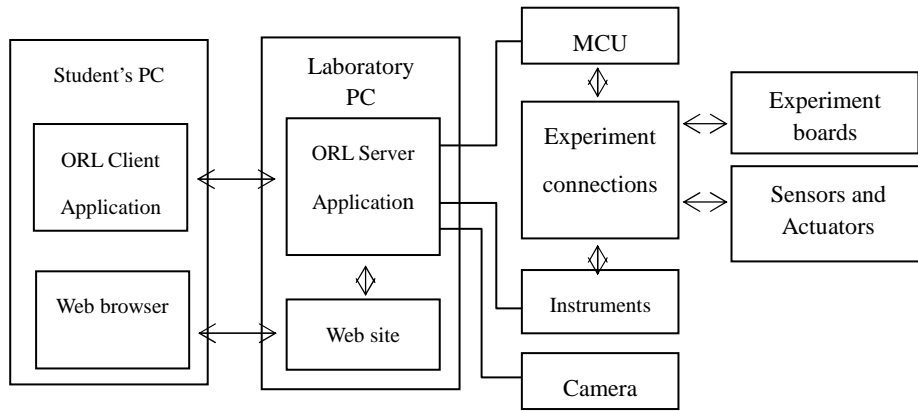 Student’s PC
ORL Client
Application
Web browser
Laboratory
PC
ORL Server
Application
Web site
MCU
Experiment
connections
Instruments
Camera
Experiment
boards
Sensors and
Actuators